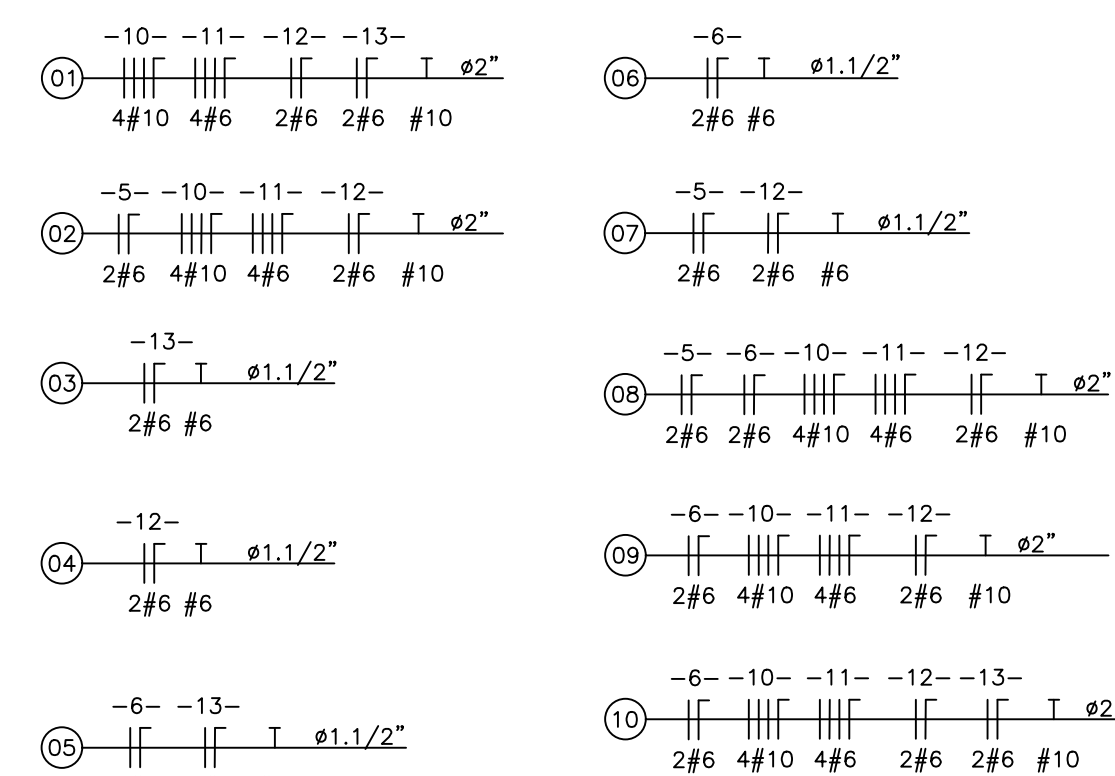 -10- -11- -12- -13-
01 ø2”
4#10 4#6 2#6 2#6 #10
-5- -10- -11- -12-
02 ø2”
2#6 4#10 4#6 2#6 #10
-13-
03 ø1.1/2”
2#6 #6
-12-
04 ø1.1/2”
2#6 #6
-6- -13-
05 ø1.1/2”
-6-
06 ø1.1/2”
2#6 #6
-5- -12-
07 ø1.1/2”
2#6 2#6 #6
-5- -6- -10- -11- -12-
08 ø2”
2#6 2#6 4#10 4#6 2#6 #10
-6- -10- -11- -12-
09 ø2”
2#6 4#10 4#6 2#6 #10
-6- -10- -11- -12- -13-
10 ø2
2#6 4#10 4#6 2#6 2#6 #10